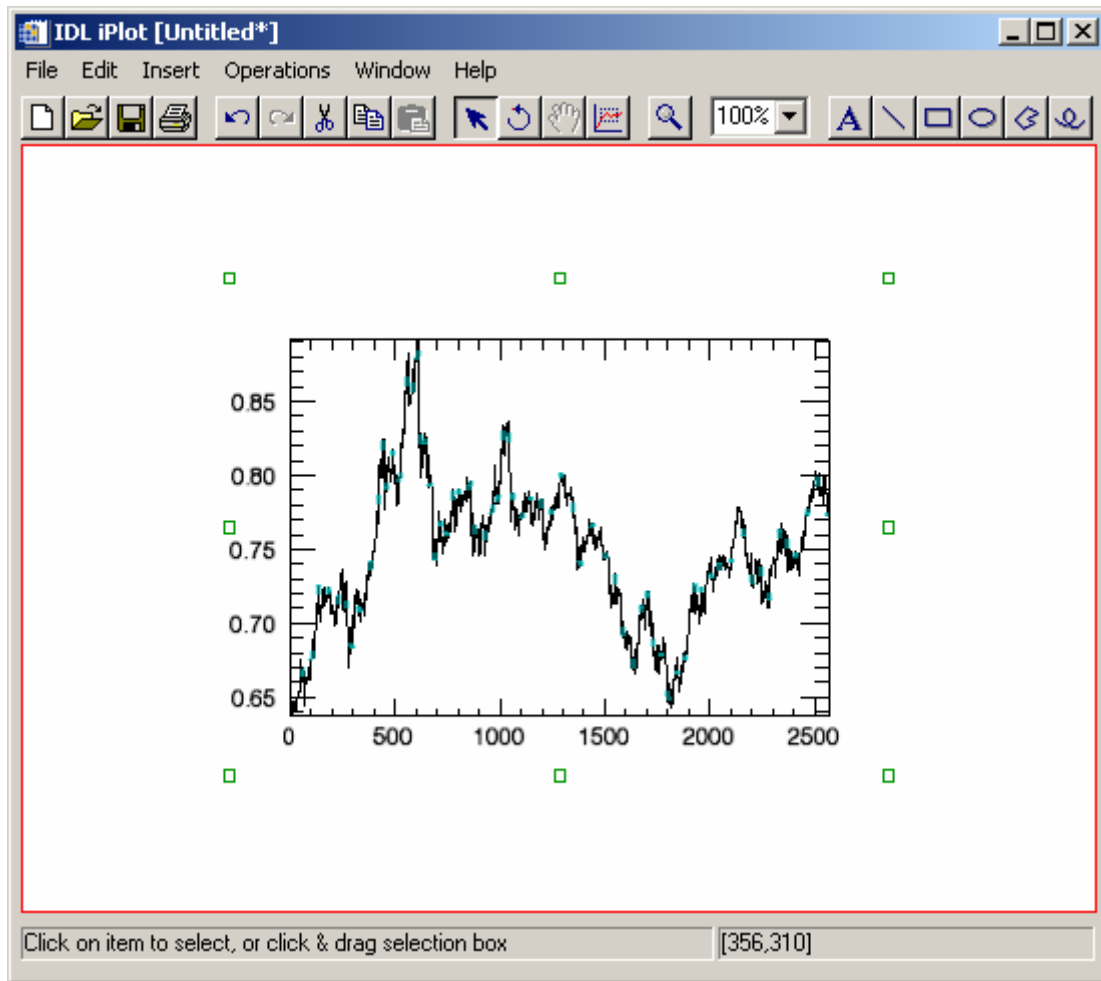 IDL iPlot [Untitled*]
File Edit Insert Operations Window Help
100% A
0.85
0.80
0.75
0.70
0.65
0 500 1000 1500 2000 2500
Click on item to select, or click & drag selection box [356,310]